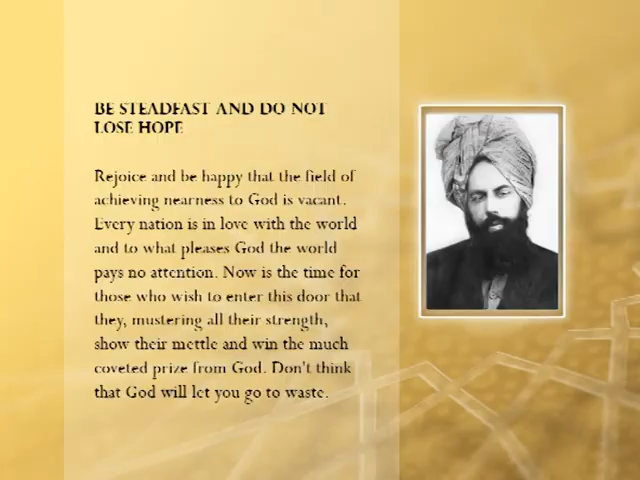 BE STEADFAST AND DO NOT
LOSE HOPE
Rejoice and be happy that the field of
achieving nearness to God is vacant.
Every nation is in love with the world
and to what pleases God the world
pays no attention. Now is the time for
those who wish to enter this door that
they, mustering all their strength,
show their mettle and win the much
coveted prize from God. Don't think
that God will let you go to waste.